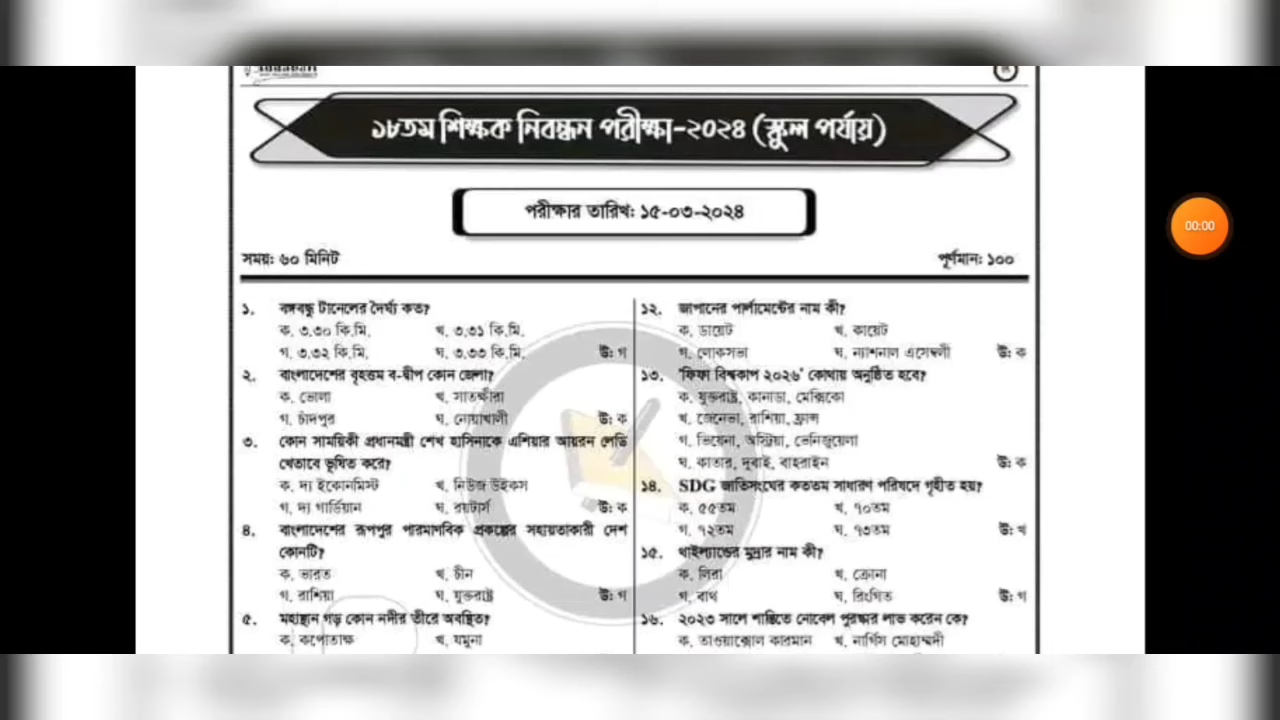 ১৮তম শিক্ষক নিবন্ধন পরীক্ষা-২০২৪ (স্কুল পর্যায়)
পরীক্ষার তারিখ: ১৫-০৩-২০২৪
সময়: ৬০ মিনিট
পূর্ণমান: ১০০
১. বঙ্গবন্ধু টানেলের দৈর্ঘ্য কত?
ক. ৩.৩০ কি.মি. খ. ৩.৩১ কি.মি.
গ. ৩.৩২ কি.মি. ঘ. ৩.৩৩ কি.মি. উ: গ
২. বাংলাদেশের বৃহত্তম ব-দ্বীপ কোন জেলা?
ক. ভোলা খ. সাতক্ষীরা
গ. চাঁদপুর ঘ. নোয়াখালী উ: ক
৩. কোন সাময়িকী প্রধানমন্ত্রী শেখ হাসিনাকে এশিয়ার আয়রন লেডি
খেতাবে ভূষিত করে?
ক. দ্য ইকোনমিস্ট খ. নিউজ উইকস
গ. দ্য গার্ডিয়ান ঘ. রয়টার্স উ: ক
৪. বাংলাদেশের রূপপুর পারমাণবিক প্রকল্পের সহায়তাকারী দেশ
কোনটি?
ক. ভারত খ. চীন
গ. রাশিয়া ঘ. যুক্তরাষ্ট্র উ: গ
৫. মহাস্থান গড় কোন নদীর তীরে অবস্থিত?
ক. কপোতাক্ষ খ. যমুনা
১২. জাপানের পার্লামেন্টের নাম কী?
ক. ডায়েট খ. কায়েট
গ. লোকসভা ঘ. ন্যাশনাল এসেম্বলী উ: ক
১৩. 'ফিফা বিশ্বকাপ ২০২৬' কোথায় অনুষ্ঠিত হবে?
ক. যুক্তরাষ্ট্র, কানাডা, মেক্সিকো
খ. জেনেভা, রাশিয়া, ফ্রান্স
গ. ভিয়েনা, অস্ট্রিয়া, ভেনিজুয়েলা
ঘ. কাতার, দুবাই, বাহরাইন উ: ক
১৪. SDG জাতিসংঘের কততম সাধারণ পরিষদে গৃহীত হয়?
ক. ৫৫তম খ. ৭০তম
গ. ৭২তম ঘ. ৭৩তম উ: খ
১৫. থাইল্যান্ডের মুদ্রার নাম কী?
ক. লিরা খ. ক্রোনা
গ. বাথ ঘ. রিংগিত উ: গ
১৬. ২০২৩ সালে শান্তিতে নোবেল পুরস্কার লাভ করেন কে?
ক. তাওয়াক্কোল কারমান খ. নার্গিস মোহাম্মদী
00:00